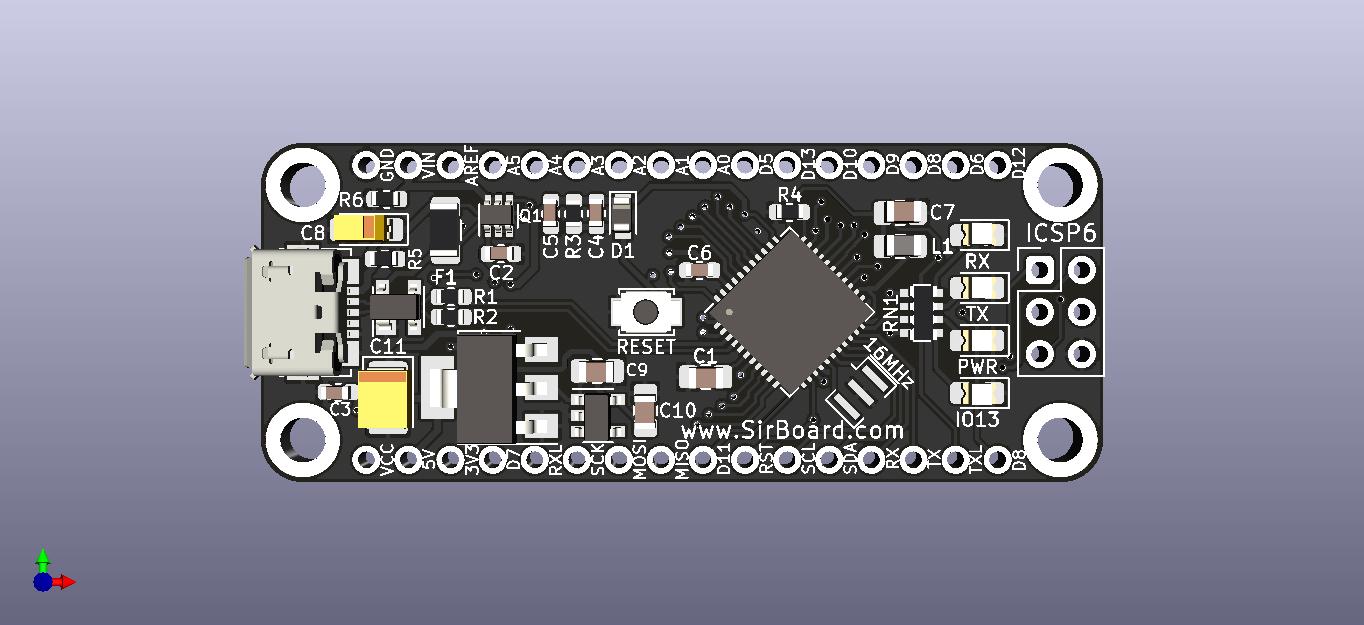 GND
VIN
AREF
A5
A4
A3
A2
A1
A0
D5
D13
D10
D9
D8
D6
D12
R6
C8
R5
Q1
C5
R3
C4
D1
C2
F1
R1
R2
C11
C3
C6
R4
C7
L1
RX
TX
PWR
IO13
ICSP6
RN1
RESET
C1
16MHz
C9
C10
www.SirBoard.com
VCC
5V
3V3
D7
RXL
SCK
MOSI
MISO
D11
RST
SCL
SDA
RX
TX
TXL
D8